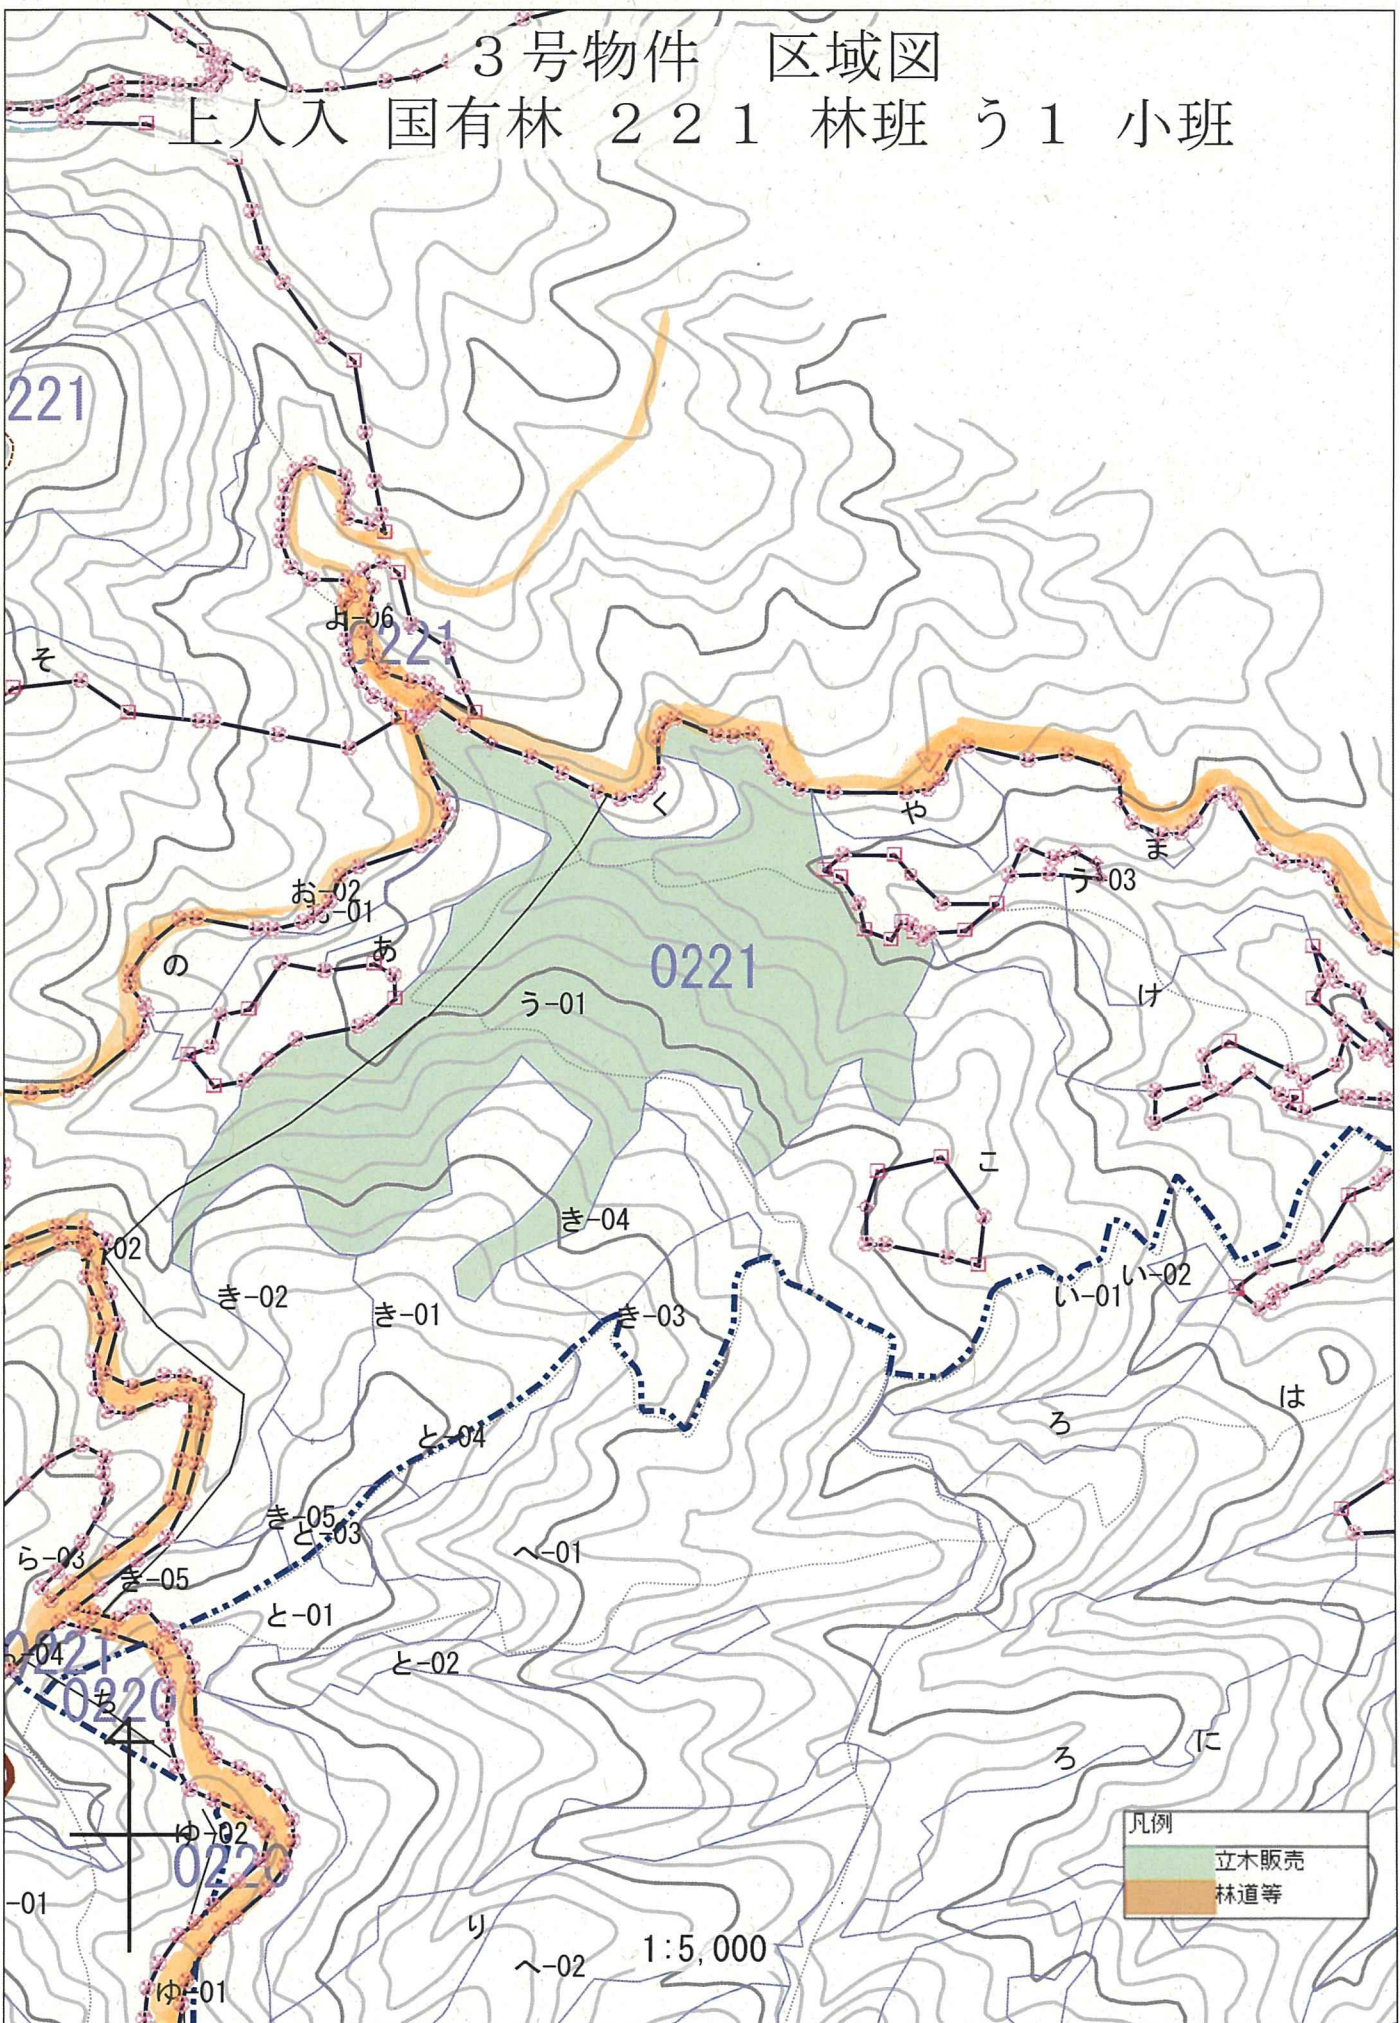 ３号物件　区域図
上人入 国有林 ２２１ 林班 う１ 小班
221
よ-06
0221
そ
く
や
ま
う-03
お-02
-01
あ
の
0221
う-01
け
こ
き-04
02
い-02
き-02
い-01
き-01
き-03
は
ろ
と-04
き-05
と-03
へ-01
ら-03
き-05
と-01
0221
-04
と-02
0220
ち
に
ろ
凡例
ゆ-02
立木販売
0220
林道等
-01
り
1:5,000
へ-02
ゆ-01